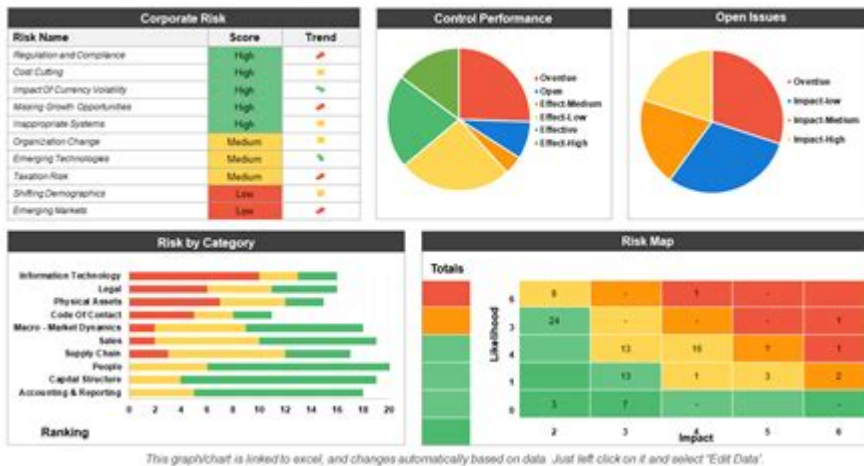 Corporate Risk
Risk Name Score Trend
Regulation and Compliance High
Cost Cutting High
Impact Of Currency Volatility High
Missing Growth Opportunities High
Inappropriate Systems High
Organization Change Medium
Emerging Technologies Medium
Taxation Risk Medium
Shifting Demographics Low
Emerging Markets Low
Control Performance
Overdue
Open
Effect-Medium
Effect-Low
Effective
Effect-High
Open Issues
Overdue
Impact-low
Impact-Medium
Impact-High
Risk by Category
Information Technology
Legal
Physical Assets
Code Of Contact
Macro - Market Dynamics
Sales
Supply Chain
People
Capital Structure
Accounting & Reporting
0 2 4 6 8 10 12 14 16 18 20
Ranking
Risk Map
Totals
Likelihood
- 1 -
3 24 - - - 1
4 13 1
1 13 1 3 2
0 3 7 - - -
2 3 4 5 6
Impact
This graph/chart is linked to excel, and changes automatically based on data. Just left click on it and select "Edit Data".